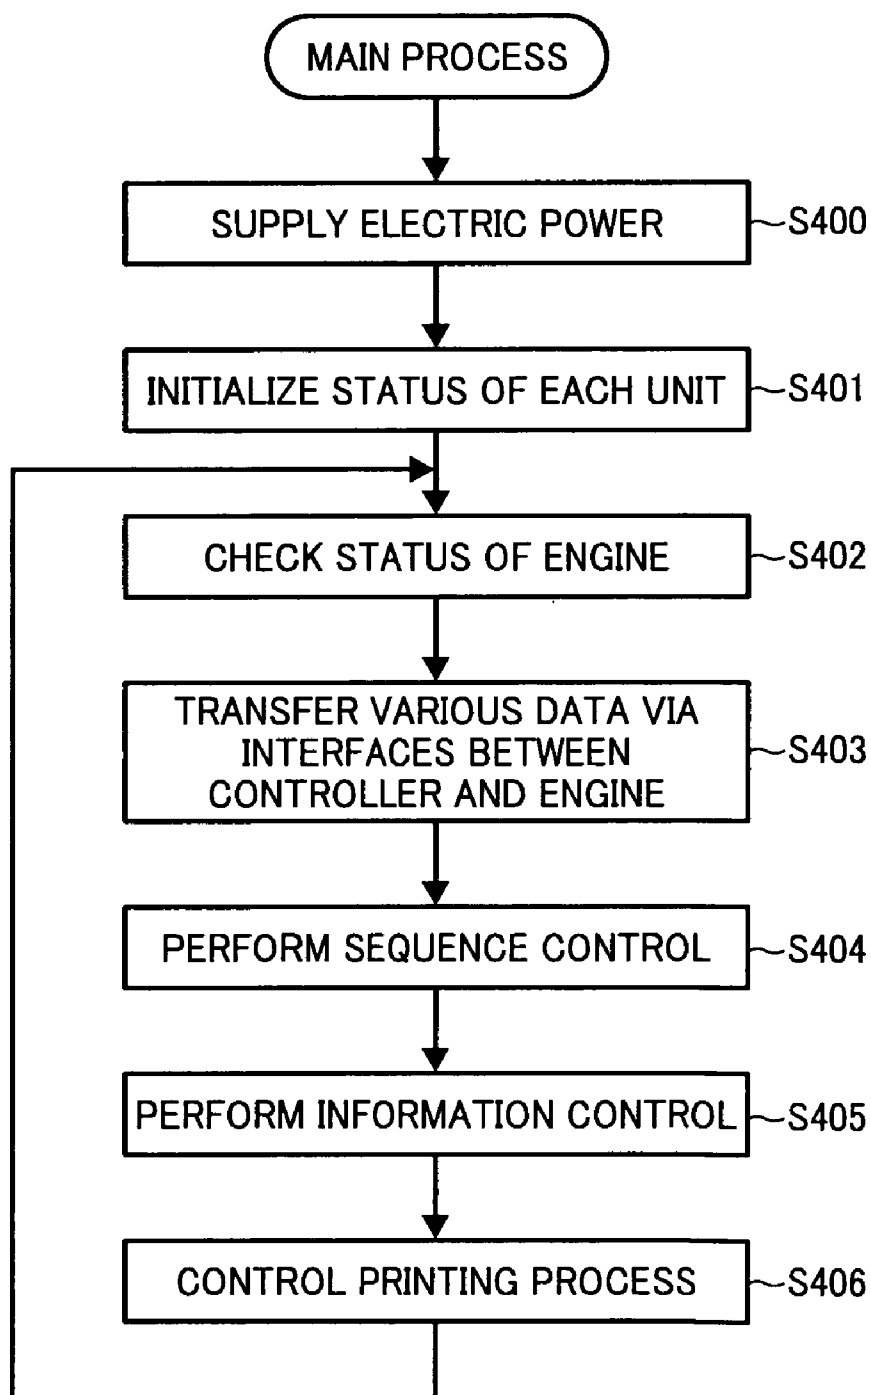 MAIN PROCESS
SUPPLY ELECTRIC POWER
S400
INITIALIZE STATUS OF EACH UNIT
S401
CHECK STATUS OF ENGINE
S402
TRANSFER VARIOUS DATA VIA
INTERFACES BETWEEN
CONTROLLER AND ENGINE
S403
PERFORM SEQUENCE CONTROL
S404
PERFORM INFORMATION CONTROL
S405
CONTROL PRINTING PROCESS
S406